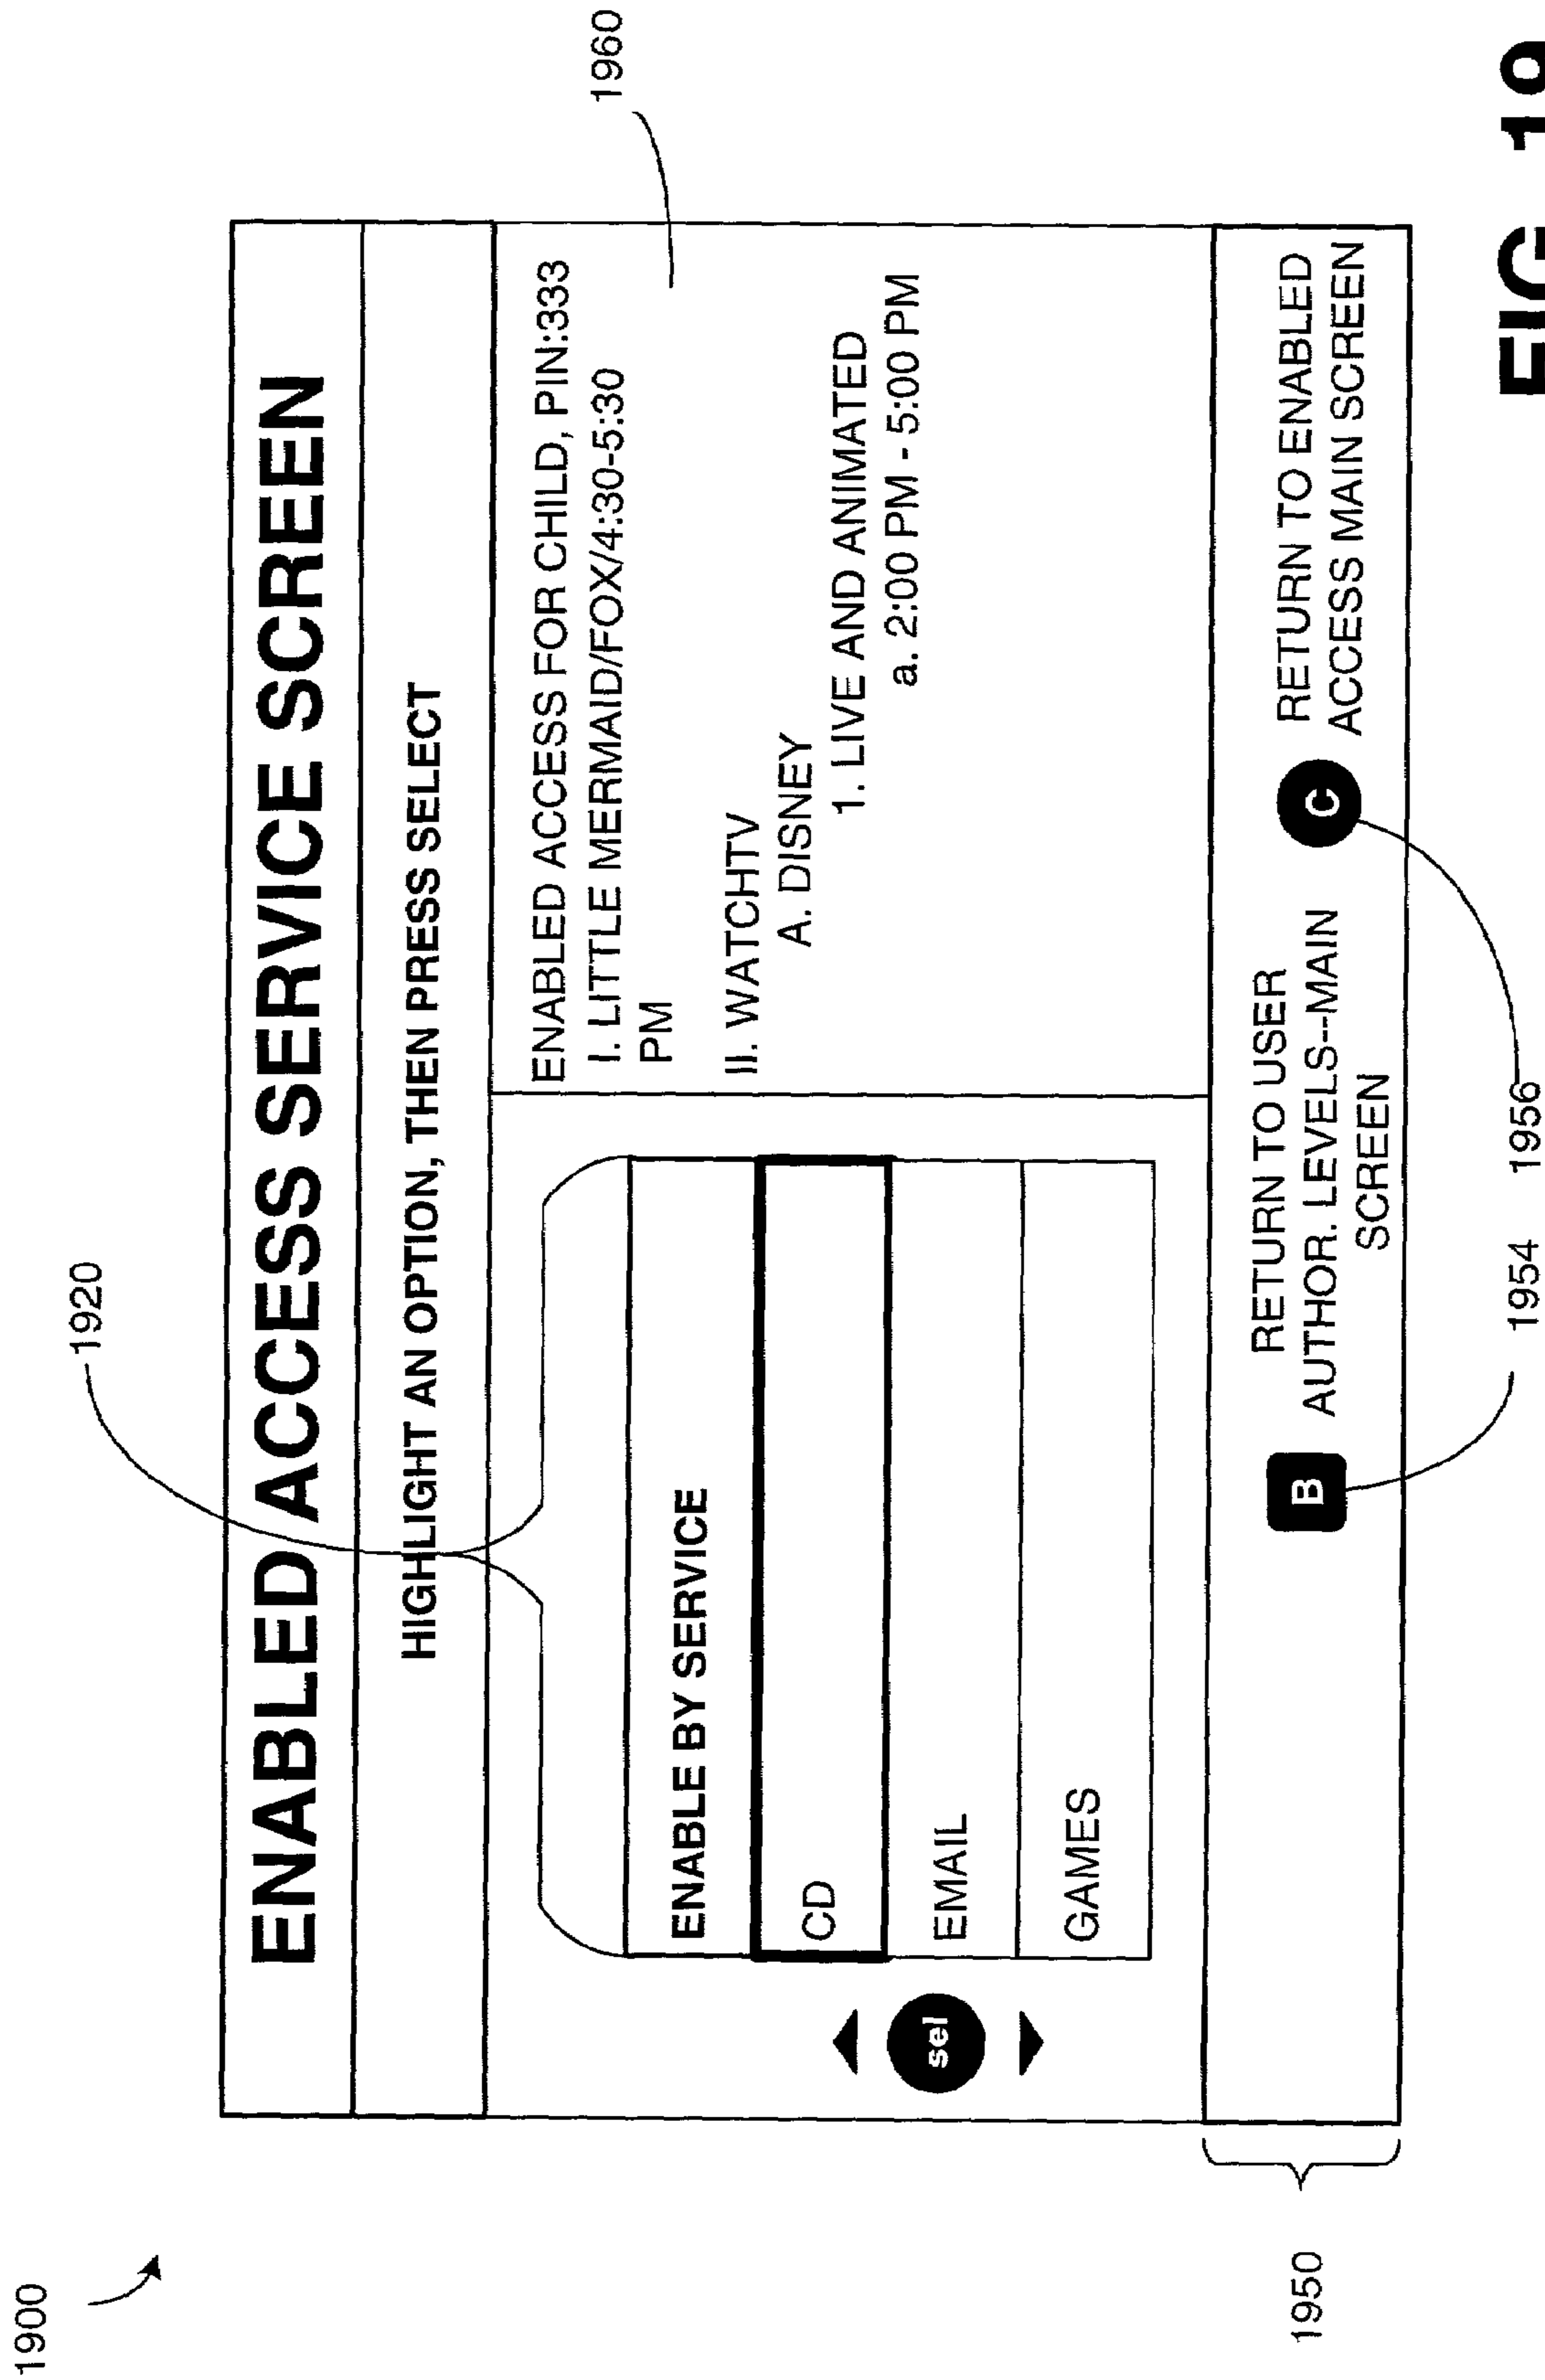 1900
1920
ENABLED ACCESS SERVICE SCREEN
HIGHLIGHT AN OPTION, THEN PRESS SELECT
ENABLE BY SERVICE
CD
EMAIL
GAMES
sel
ENABLED ACCESS FOR CHILD, PIN:333
I. LITTLE MERMAID/FOX/4:30-5:30
PM
II. WATCHTV
A. DISNEY
1. LIVE AND ANIMATED
a. 2:00 PM - 5:00 PM
1960
1950
B
RETURN TO USER
AUTHOR. LEVELS--MAIN
SCREEN
C
RETURN TO ENABLED
ACCESS MAIN SCREEN
1954
1956